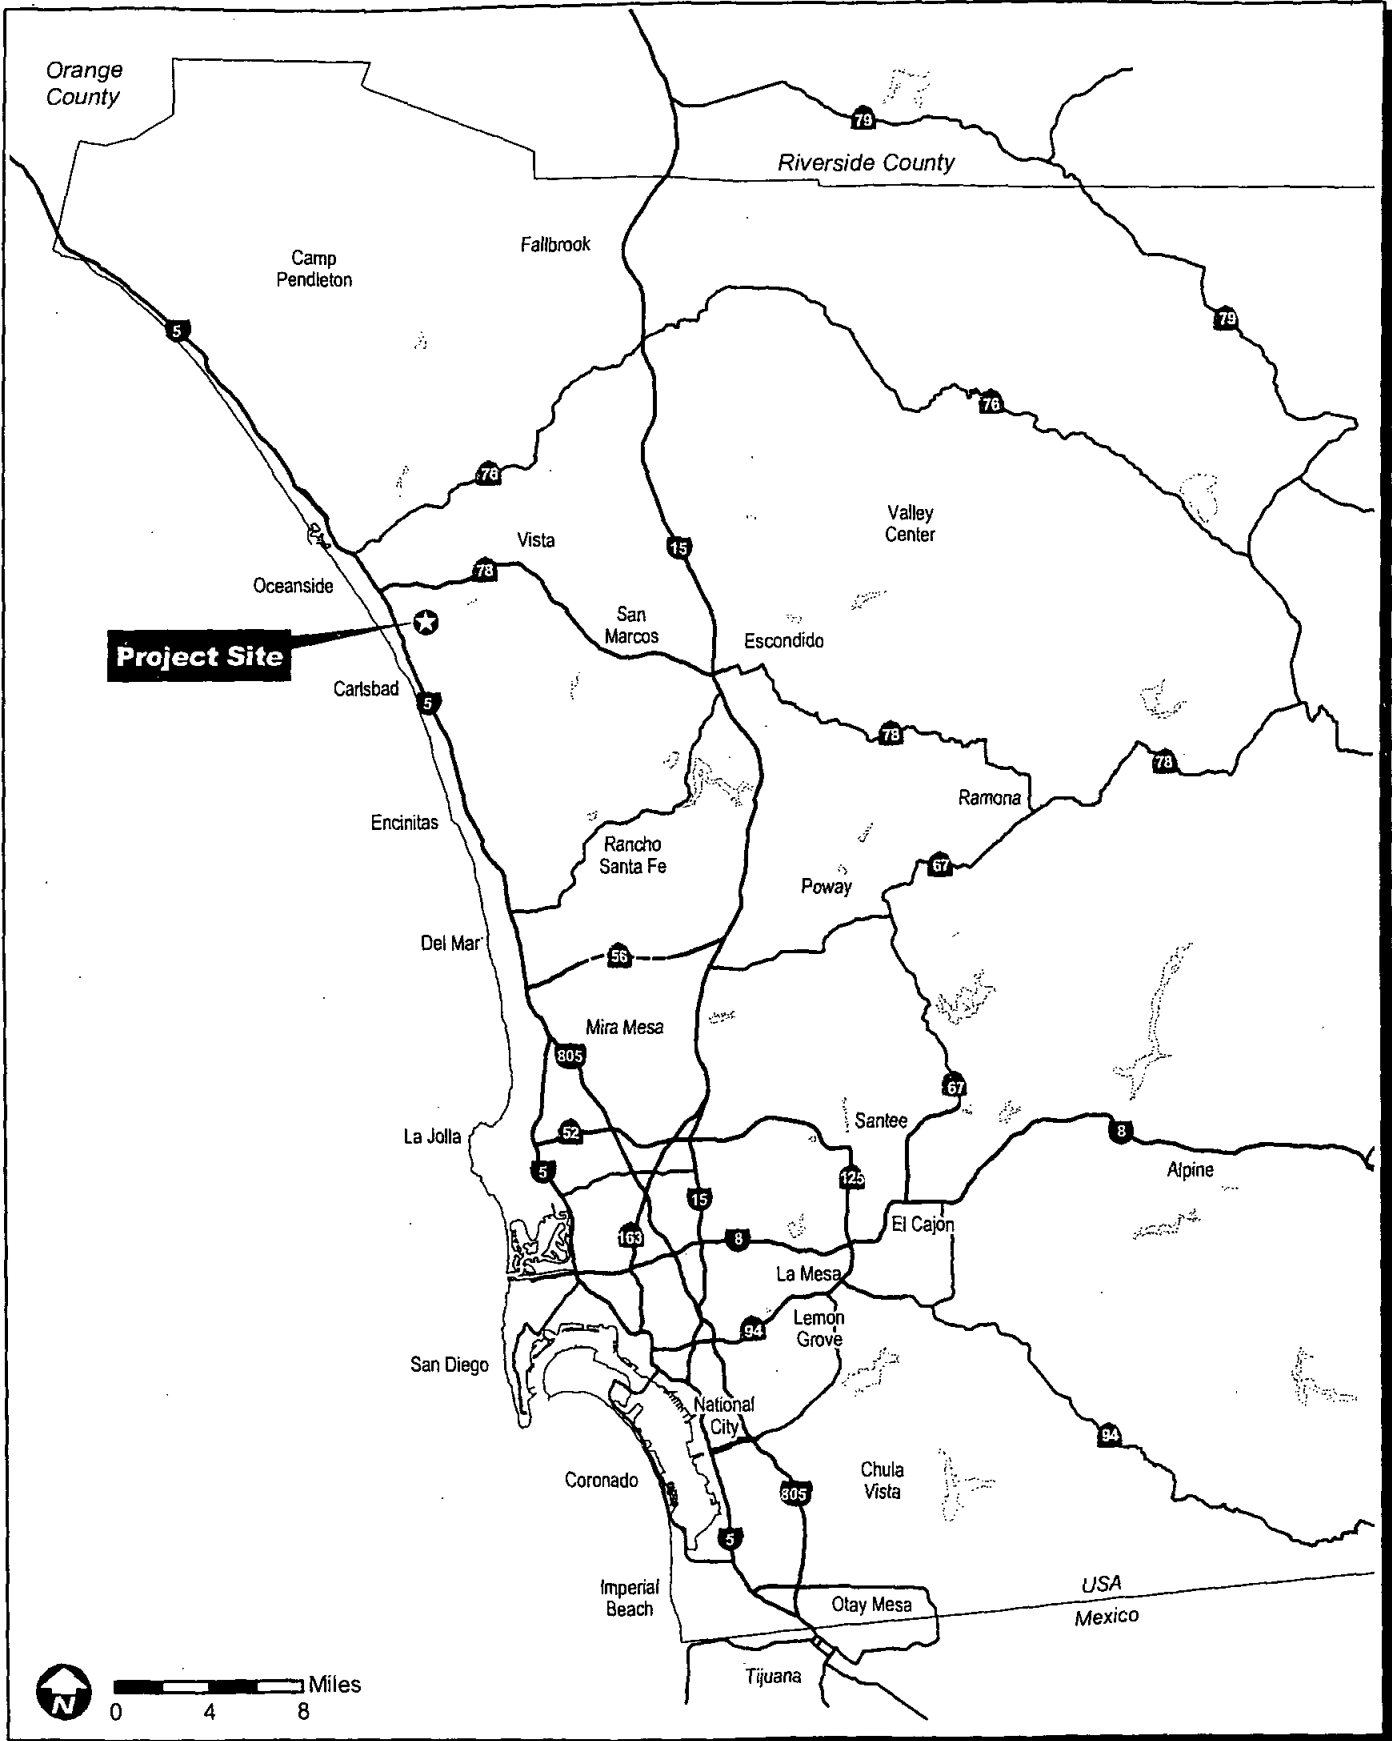 Orange
County
79
Riverside County
Fallbrook
Camp
Pendleton
5
79
76
76
Valley
Center
Vista
15
78
Oceanside
San
Marcos
Escondido
Project Site
Carlsbad
5
78
78
Ramona
Encinitas
Rancho
Santa Fe
67
Poway
Del Mar
56
Mira Mesa
805
67
Santee
La Jolla
52
8
5
Alpine
125
15
El Cajon
163
8
La Mesa
Lemon
Grove
94
San Diego
National
City
94
Coronado
Chula
Vista
805
5
Imperial
Beach
USA
Otay Mesa
Mexico
Tijuana
N
Miles
0 4 8